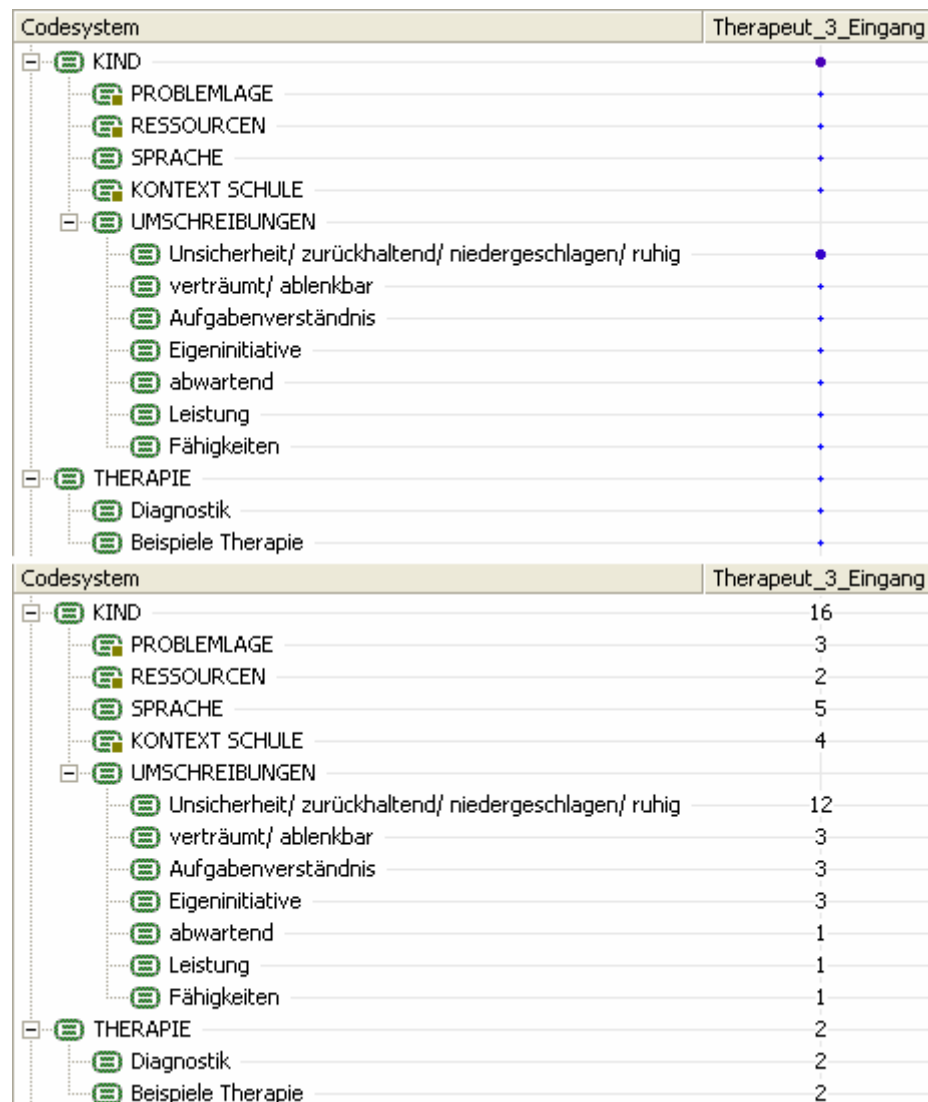 Codesystem Therapeut_3_Eingang
KIND
PROBLEMLAGE
RESSOURCEN
SPRACHE
KONTEXT SCHULE
UMSCHREIBUNGEN
Unsicherheit/ zurückhaltend/ niedergeschlagen/ ruhig
verträumt/ ablenkbar
Aufgabenverständnis
Eigeninitiative
abwartend
Leistung
Fähigkeiten
THERAPIE
Diagnostik
Beispiele Therapie
Codesystem Therapeut_3_Eingang
KIND 16
PROBLEMLAGE 3
RESSOURCEN 2
SPRACHE 5
KONTEXT SCHULE 4
UMSCHREIBUNGEN
Unsicherheit/ zurückhaltend/ niedergeschlagen/ ruhig 12
verträumt/ ablenkbar 3
Aufgabenverständnis 3
Eigeninitiative 3
abwartend 1
Leistung 1
Fähigkeiten 1
THERAPIE 2
Diagnostik 2
Beispiele Therapie 2